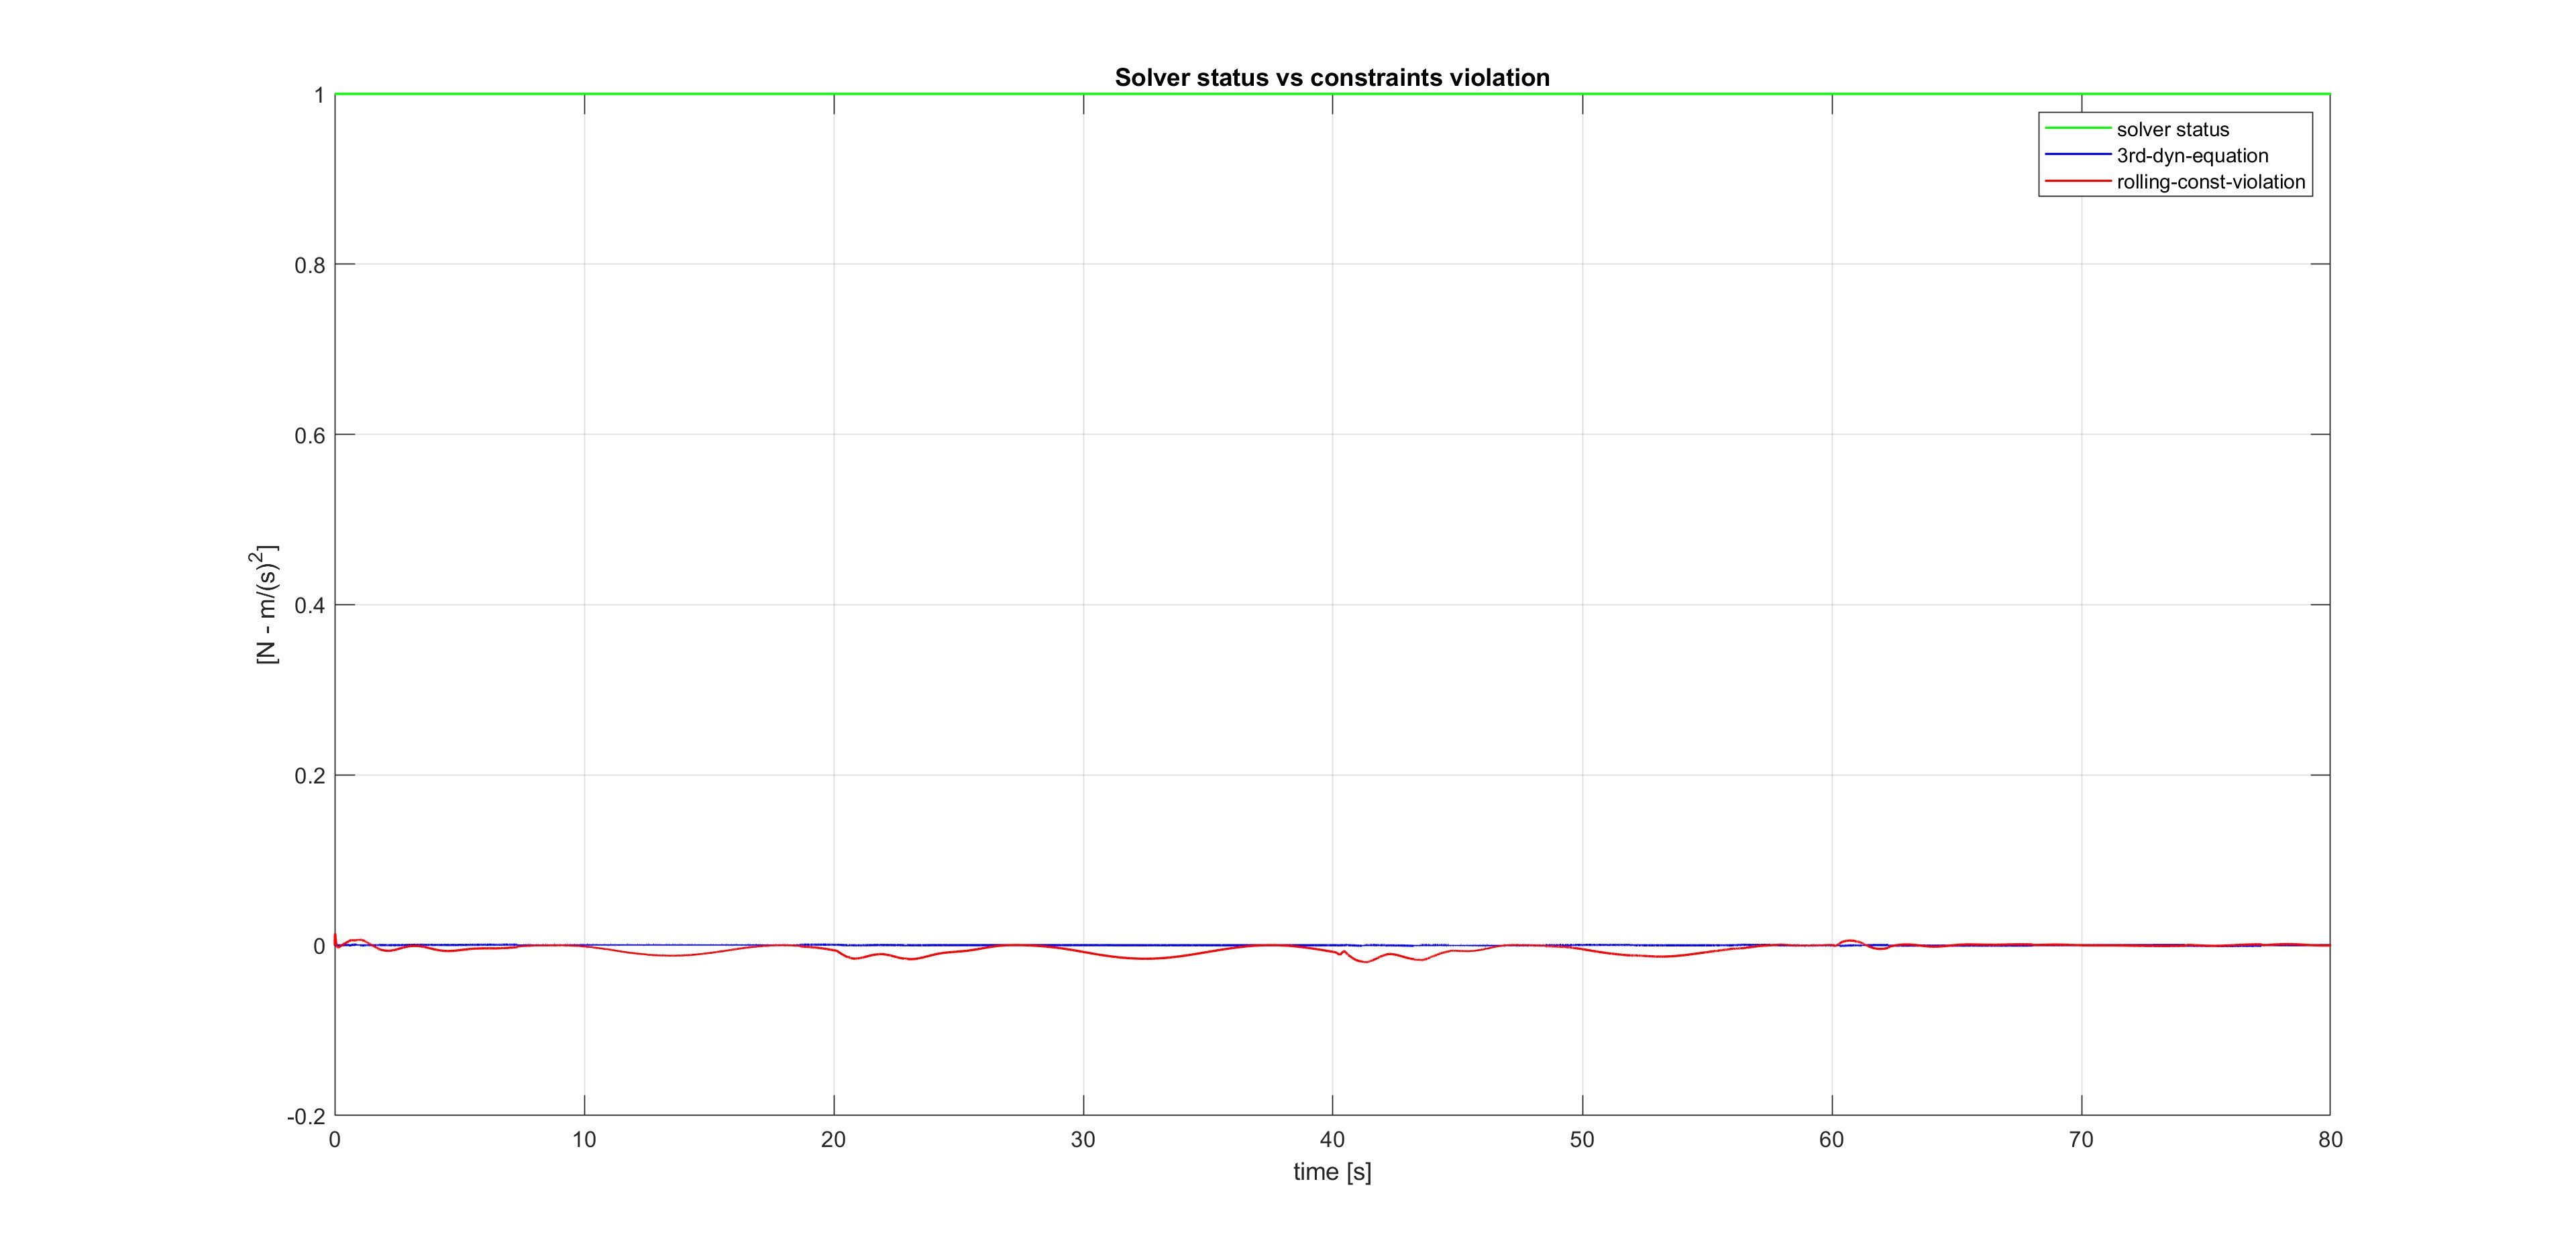 Solver status vs constraints violation
1
0.8
0.6
0.4
0.2
0
-0.2
[N - m/(s)²]
solver status
3rd-dyn-equation
rolling-const-violation
0 10 20 30 40 50 60 70 80
time [s]